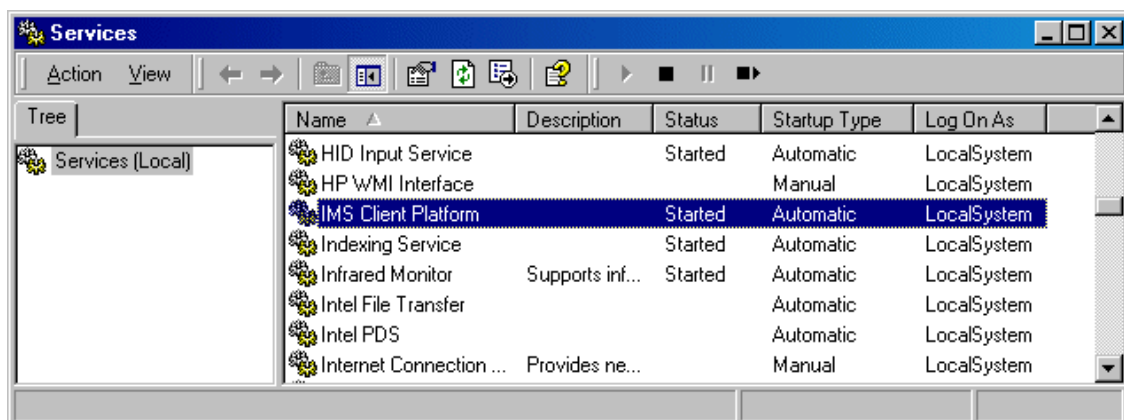 Services
Action View
Tree
Services (Local)
Name Description Status Startup Type Log On As
HID Input Service Started Automatic LocalSystem
HP WMI Interface Manual LocalSystem
IMS Client Platform Started Automatic LocalSystem
Indexing Service Started Automatic LocalSystem
Infrared Monitor Supports inf... Started Automatic LocalSystem
Intel File Transfer Automatic LocalSystem
Intel PDS Automatic LocalSystem
Internet Connection ... Provides ne... Manual LocalSystem